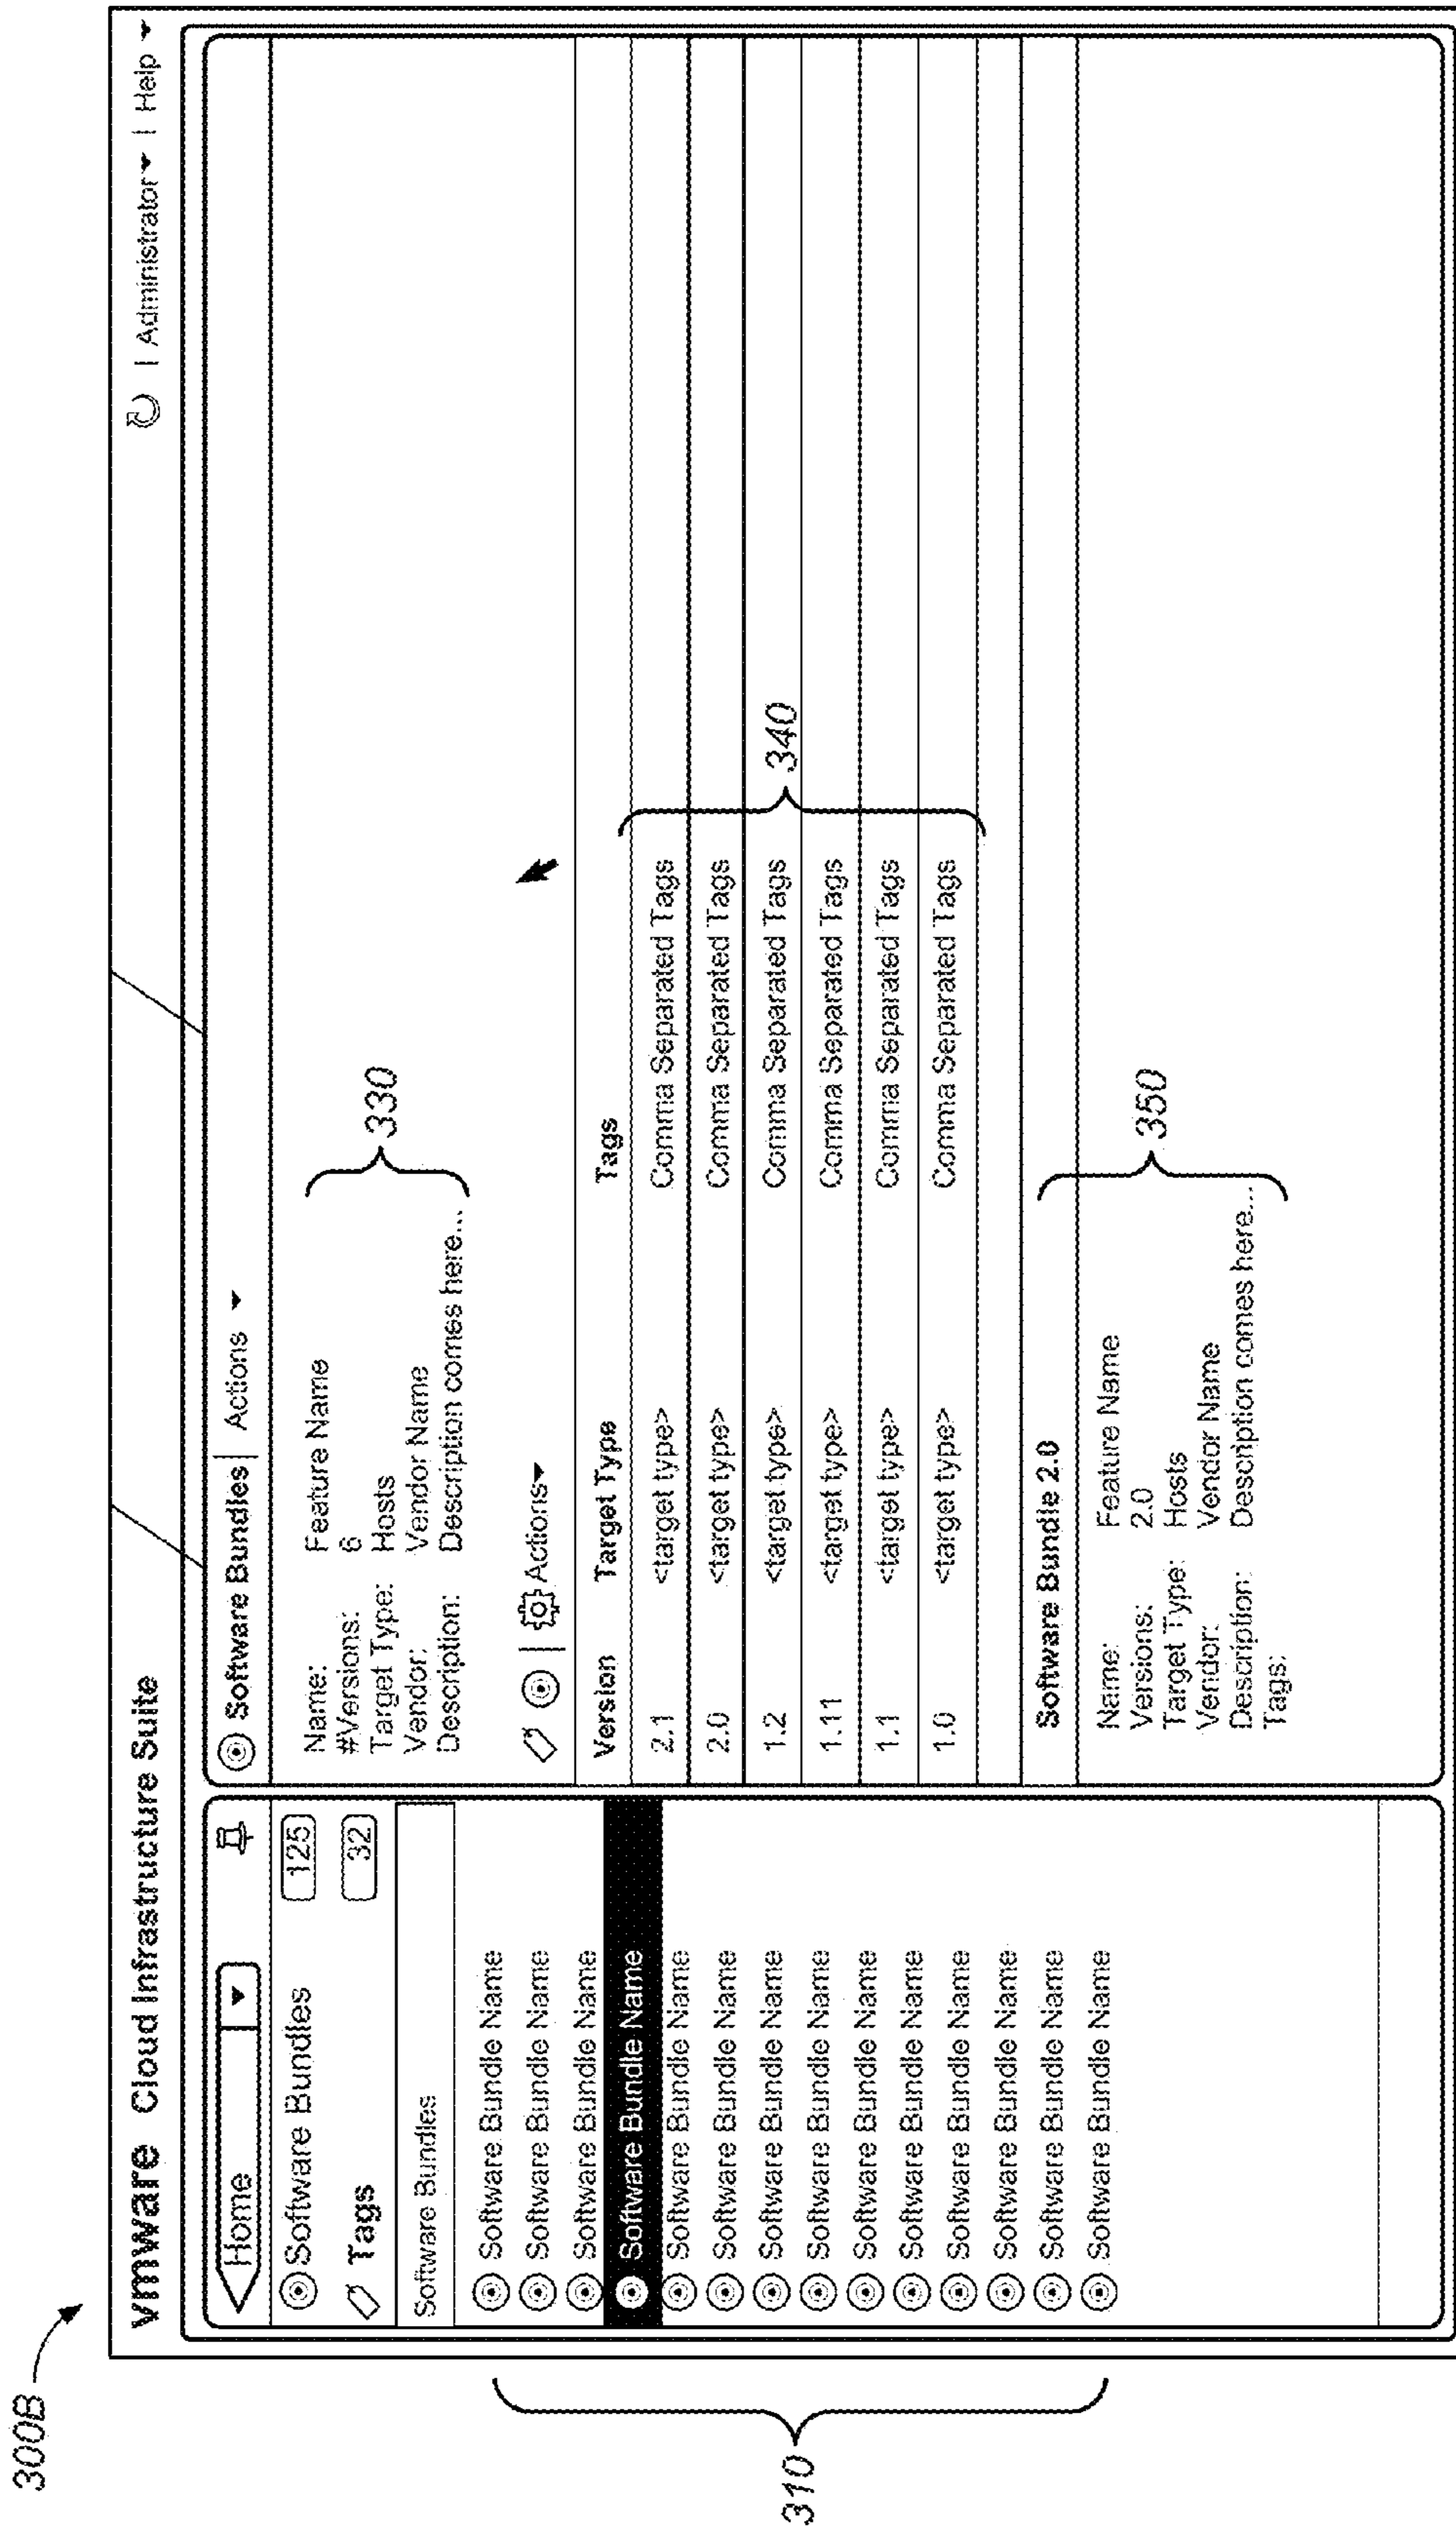 300B
vmware Cloud Infrastructure Suite
| Administrator | Help
Home
Software Bundles 125
Tags 32
Software Bundles
Software Bundle Name
Software Bundle Name
Software Bundle Name
Software Bundle Name
Software Bundle Name
Software Bundle Name
Software Bundle Name
Software Bundle Name
Software Bundle Name
Software Bundle Name
Software Bundle Name
Software Bundle Name
Software Bundle Name
310
Software Bundles | Actions
Name: Feature Name
#Versions: 6
Target Type: Hosts
Vendor: Vendor Name
Description: Description comes here...
330
| Actions
Version Target Type Tags
2.1 <target type> Comma Separated Tags
2.0 <target type> Comma Separated Tags
1.2 <target type> Comma Separated Tags
1.11 <target type> Comma Separated Tags
1.1 <target type> Comma Separated Tags
1.0 <target type> Comma Separated Tags
340
Software Bundle 2.0
Name: Feature Name
Versions: 2.0
Target Type: Hosts
Vendor: Vendor Name
Description: Description comes here...
Tags:
350